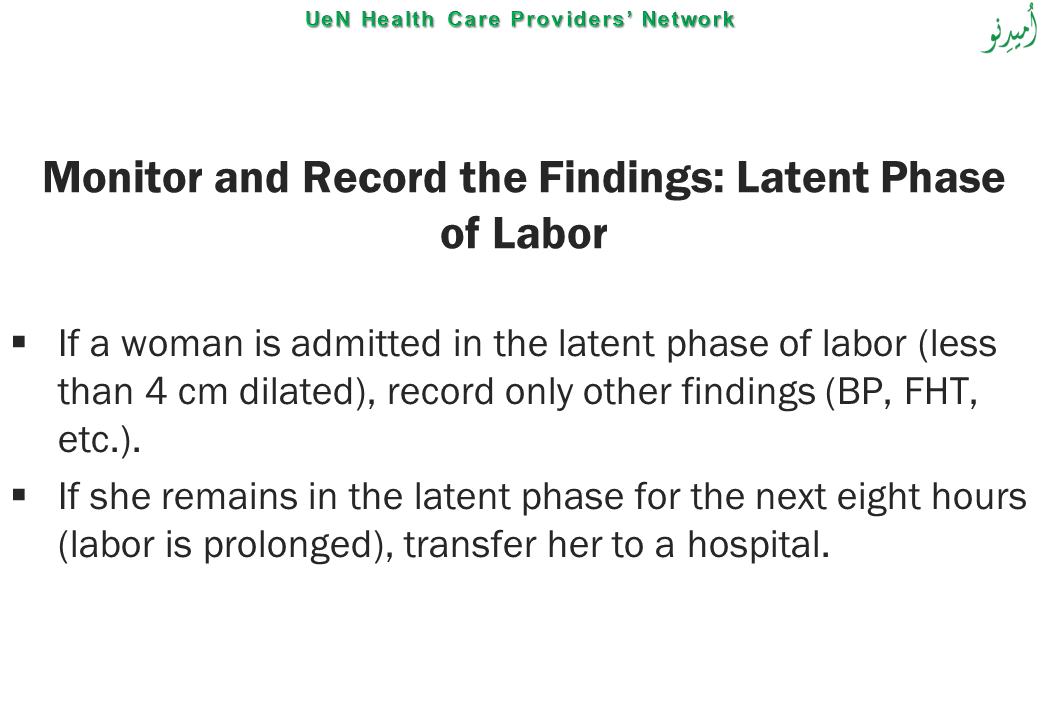 UeN Health Care Providers’ Network
اُمیدِنو
Monitor and Record the Findings: Latent Phase
of Labor
▪ If a woman is admitted in the latent phase of labor (less
than 4 cm dilated), record only other findings (BP, FHT,
etc.).
▪ If she remains in the latent phase for the next eight hours
(labor is prolonged), transfer her to a hospital.